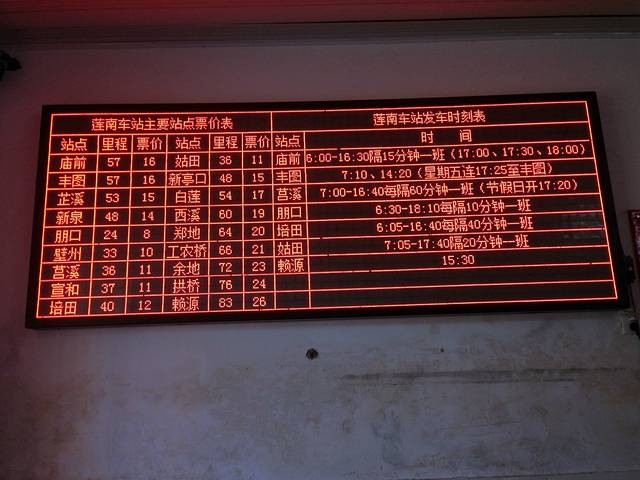 莲南车站主要站点票价表 莲南车站发车时刻表
站点 里程 票价 站点 里程 票价 站点 时 间
庙前 57 16 姑田 36 11 庙前 6:00-16:30隔15分钟一班(17:00、17:30、18:00)
丰图 57 16 新亭口 48 15 丰图 7:10、14:20(星期五连17:25至丰图)
芷溪 53 15 白莲 54 17 莒溪 7:00-16:40每隔60分钟一班(节假日开17:20)
新泉 48 14 西溪 60 19 朋口 6:30-18:10每隔10分钟一班
朋口 24 8 郑地 64 20 培田 6:05-16:40每隔40分钟一班
壁州 33 10 工农桥 66 21 姑田 7:05-17:40隔20分钟一班
莒溪 36 11 余地 72 23 赖源 15:30
宣和 37 11 拱桥 76 24
培田 40 12 赖源 83 26